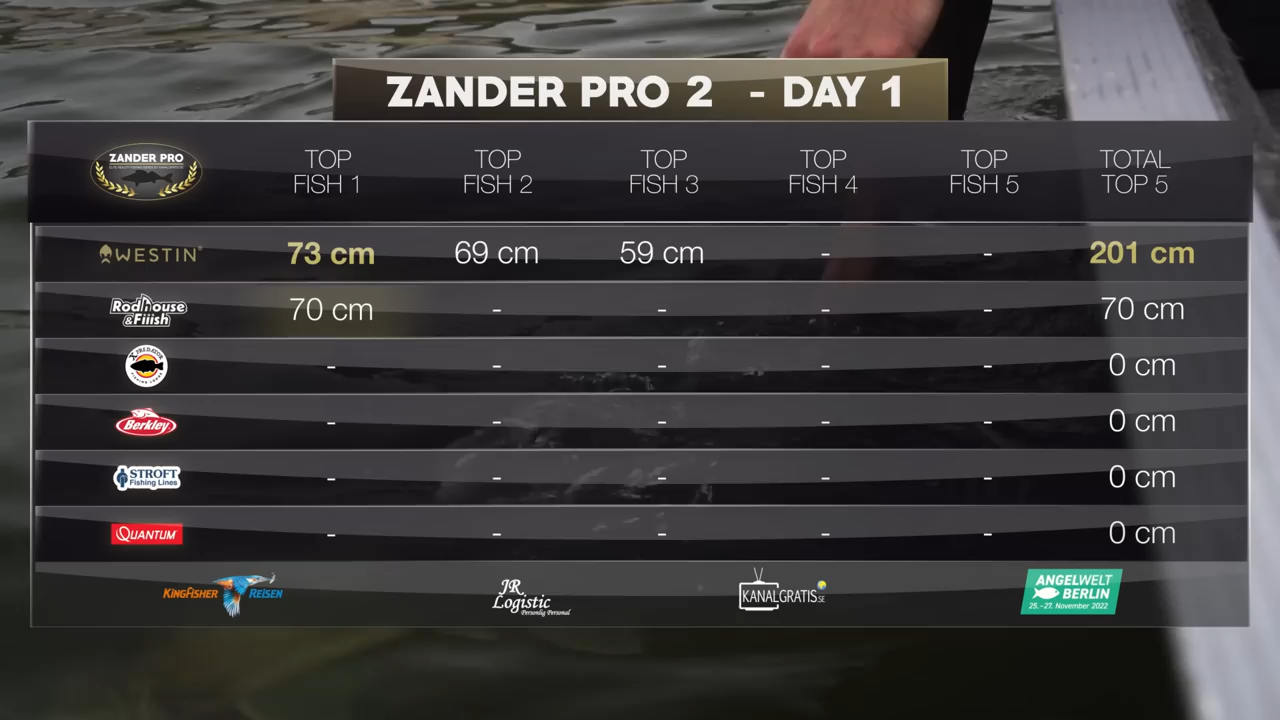 ZANDER PRO 2 - DAY 1
ZANDER PRO
TOP FISH 1
TOP FISH 2
TOP FISH 3
TOP FISH 4
TOP FISH 5
TOTAL TOP 5
WESTIN® 73 cm 69 cm 59 cm - - 201 cm
Rodhouse &Fiiish 70 cm - - - - 70 cm
PREDATOR - - - - - 0 cm
Berkley - - - - - 0 cm
STROFT Fishing Lines - - - - - 0 cm
QUANTUM - - - - - 0 cm
KINGFISHER REISEN
JR Logistic
Personlig Personal
KANALGRATIS.SE
ANGELWELT
BERLIN
25.-27. November 2022